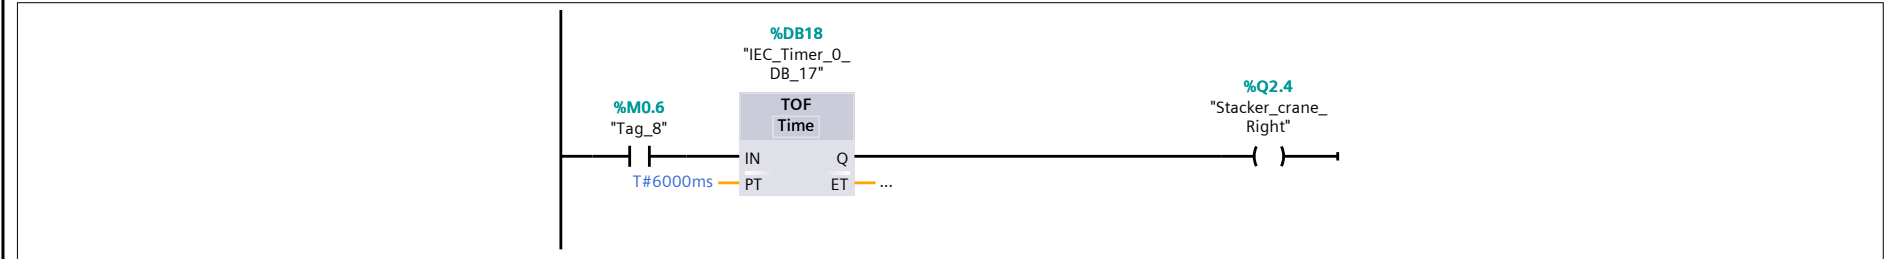 %DB18
"IEC_Timer_0_
DB_17"
%M0.6
"Tag_8"
TOF
Time
%Q2.4
"Stacker_crane_
Right"
IN
Q
T#6000ms
PT
ET
...